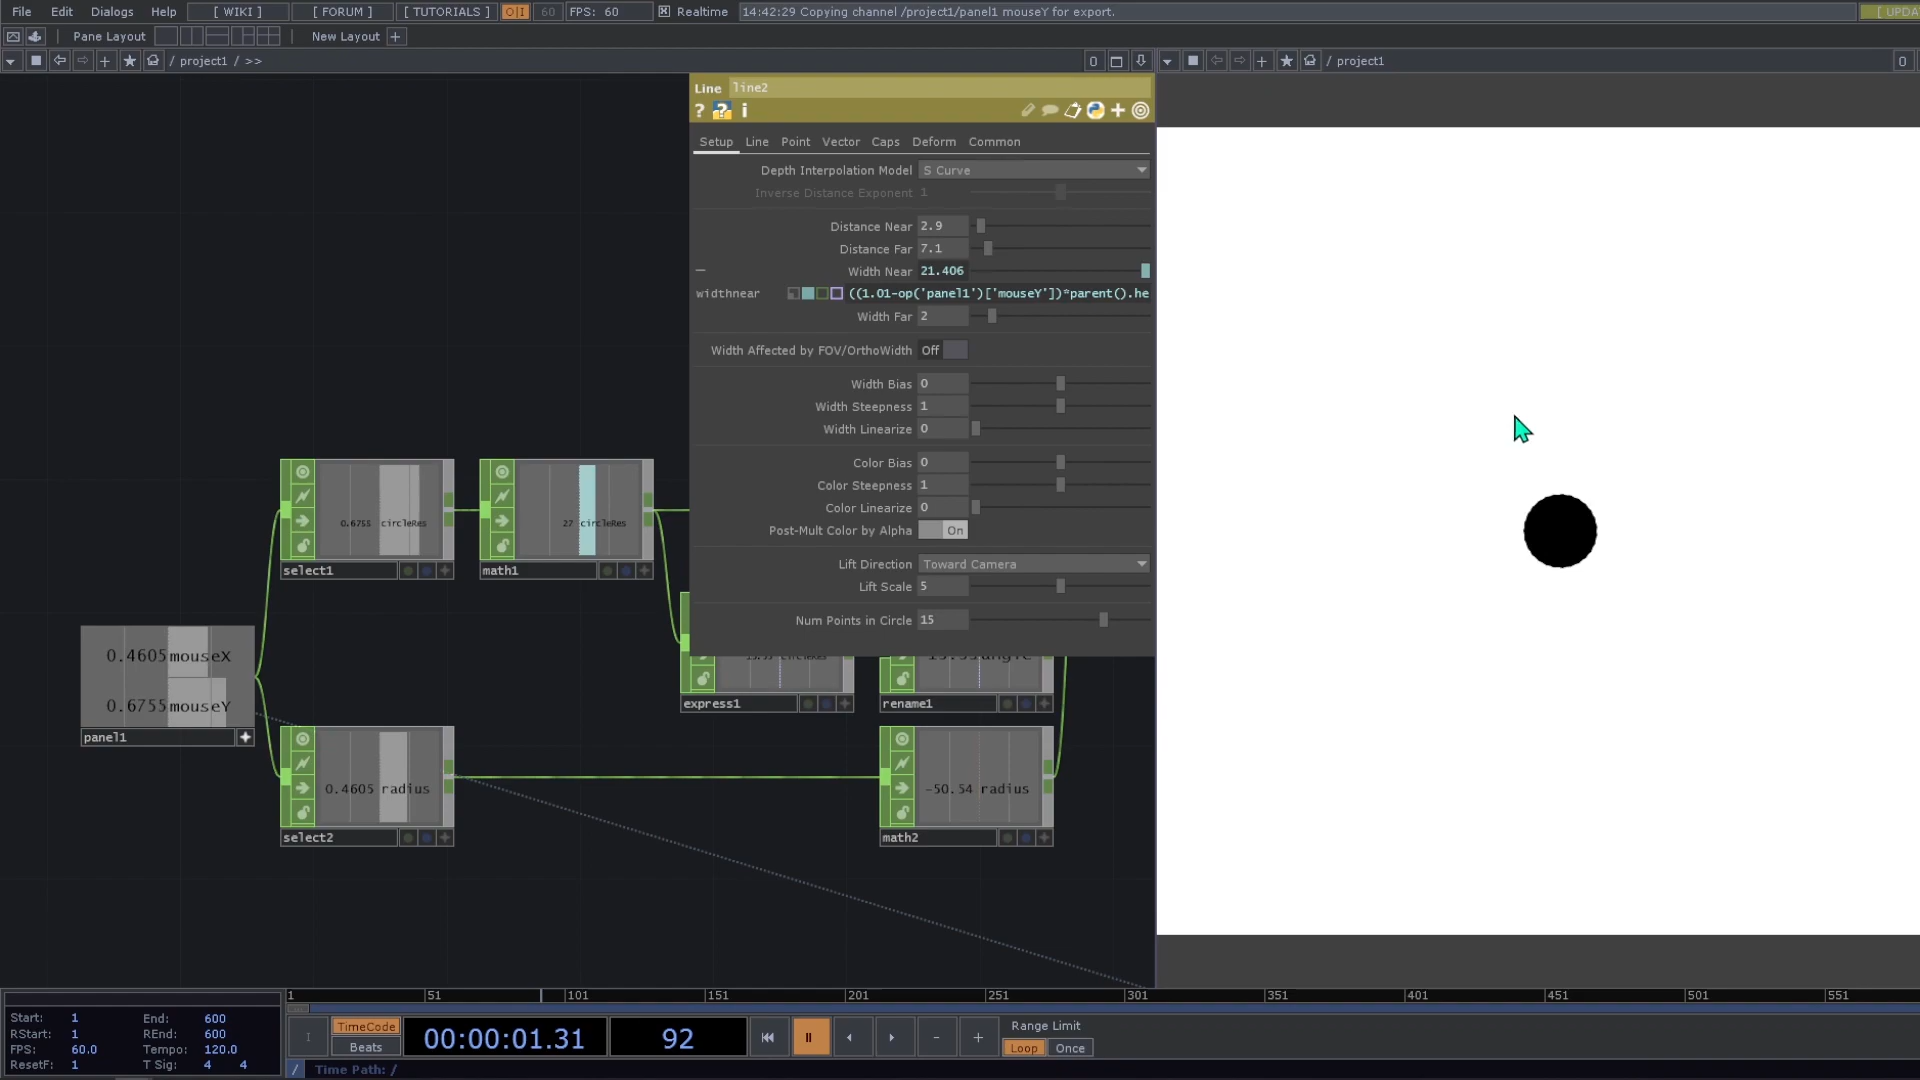 File Edit Dialogs Help [ WIKI ] [ FORUM ] [ TUTORIALS ] O|I 60 FPS: 60 Realtime 14:42:29 Copying channel /project1/panel1 mouseY for export. [ UPDA
Pane Layout New Layout +
/ project1 / >> 0 / project1 0
Line line2
? ? i
Setup Line Point Vector Caps Deform Common
Depth Interpolation Model S Curve
Inverse Distance Exponent 1
Distance Near 2.9
Distance Far 7.1
Width Near 21.406
widthnear ((1.01-op('panel1')['mouseY'])*parent().he
Width Far 2
Width Affected by FOV/OrthoWidth Off
Width Bias 0
Width Steepness 1
Width Linearize 0
Color Bias 0
Color Steepness 1
Color Linearize 0
Post-Mult Color by Alpha On
Lift Direction Toward Camera
Lift Scale 5
Num Points in Circle 15
0.6755 circleRes
select1
27 circleRes
math1
0.4605 mouseX
0.6755 mouseY
panel1
express1
rename1
0.4605 radius
select2
-50.54 radius
math2
1 51 101 151 201 251 301 351 401 451 501 551
Start: 1 End: 600
RStart: 1 REnd: 600
FPS: 60.0 Tempo: 120.0
ResetF: 1 T Sig: 4 4
TimeCode
Beats
00:00:01.31 92
Range Limit
Loop Once
/ Time Path: /